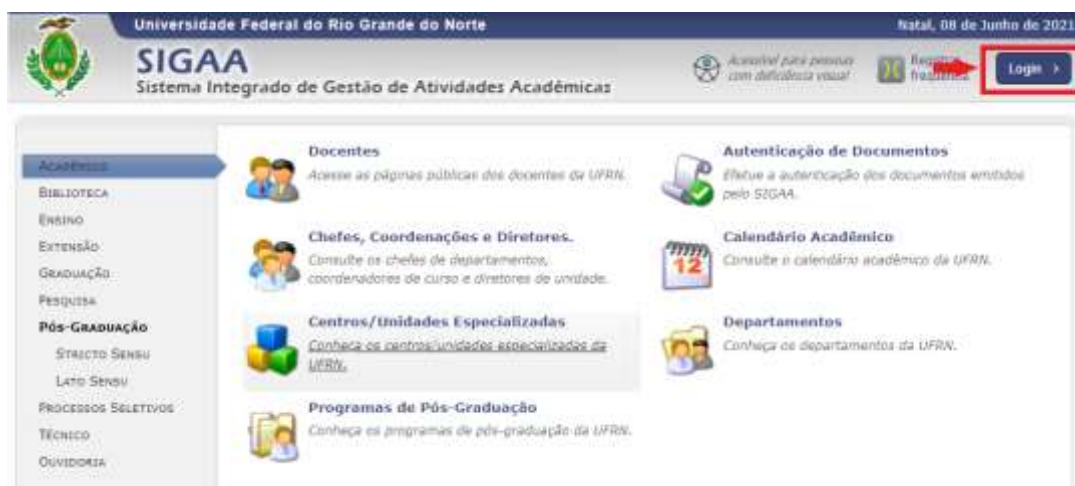 Universidade Federal do Rio Grande do Norte
Natal, 08 de Junho de 2021
SIGAA
Sistema Integrado de Gestão de Atividades Acadêmicas
Acessível para pessoas
com deficiência visual
Login >
Acadêmico
Biblioteca
Ensino
Extensão
Graduação
Pesquisa
Pós-Graduação
Stricto Sensu
Lato Sensu
Processos Seletivos
Técnico
Ouvidoria
Docentes
Acesse as páginas públicas dos docentes da UFRN.
Chefes, Coordenações e Diretores.
Consulte os chefes de departamentos,
coordenadores de curso e diretores de unidade.
Centros/Unidades Especializadas
Conheça os centros/unidades especializadas da
UFRN.
Programas de Pós-Graduação
Conheça os programas de pós-graduação da UFRN.
Autenticação de Documentos
Efetue a autenticação dos documentos emitidos
pelo SIGAA.
12
Calendário Acadêmico
Consulte o calendário acadêmico da UFRN.
Departamentos
Conheça os departamentos da UFRN.